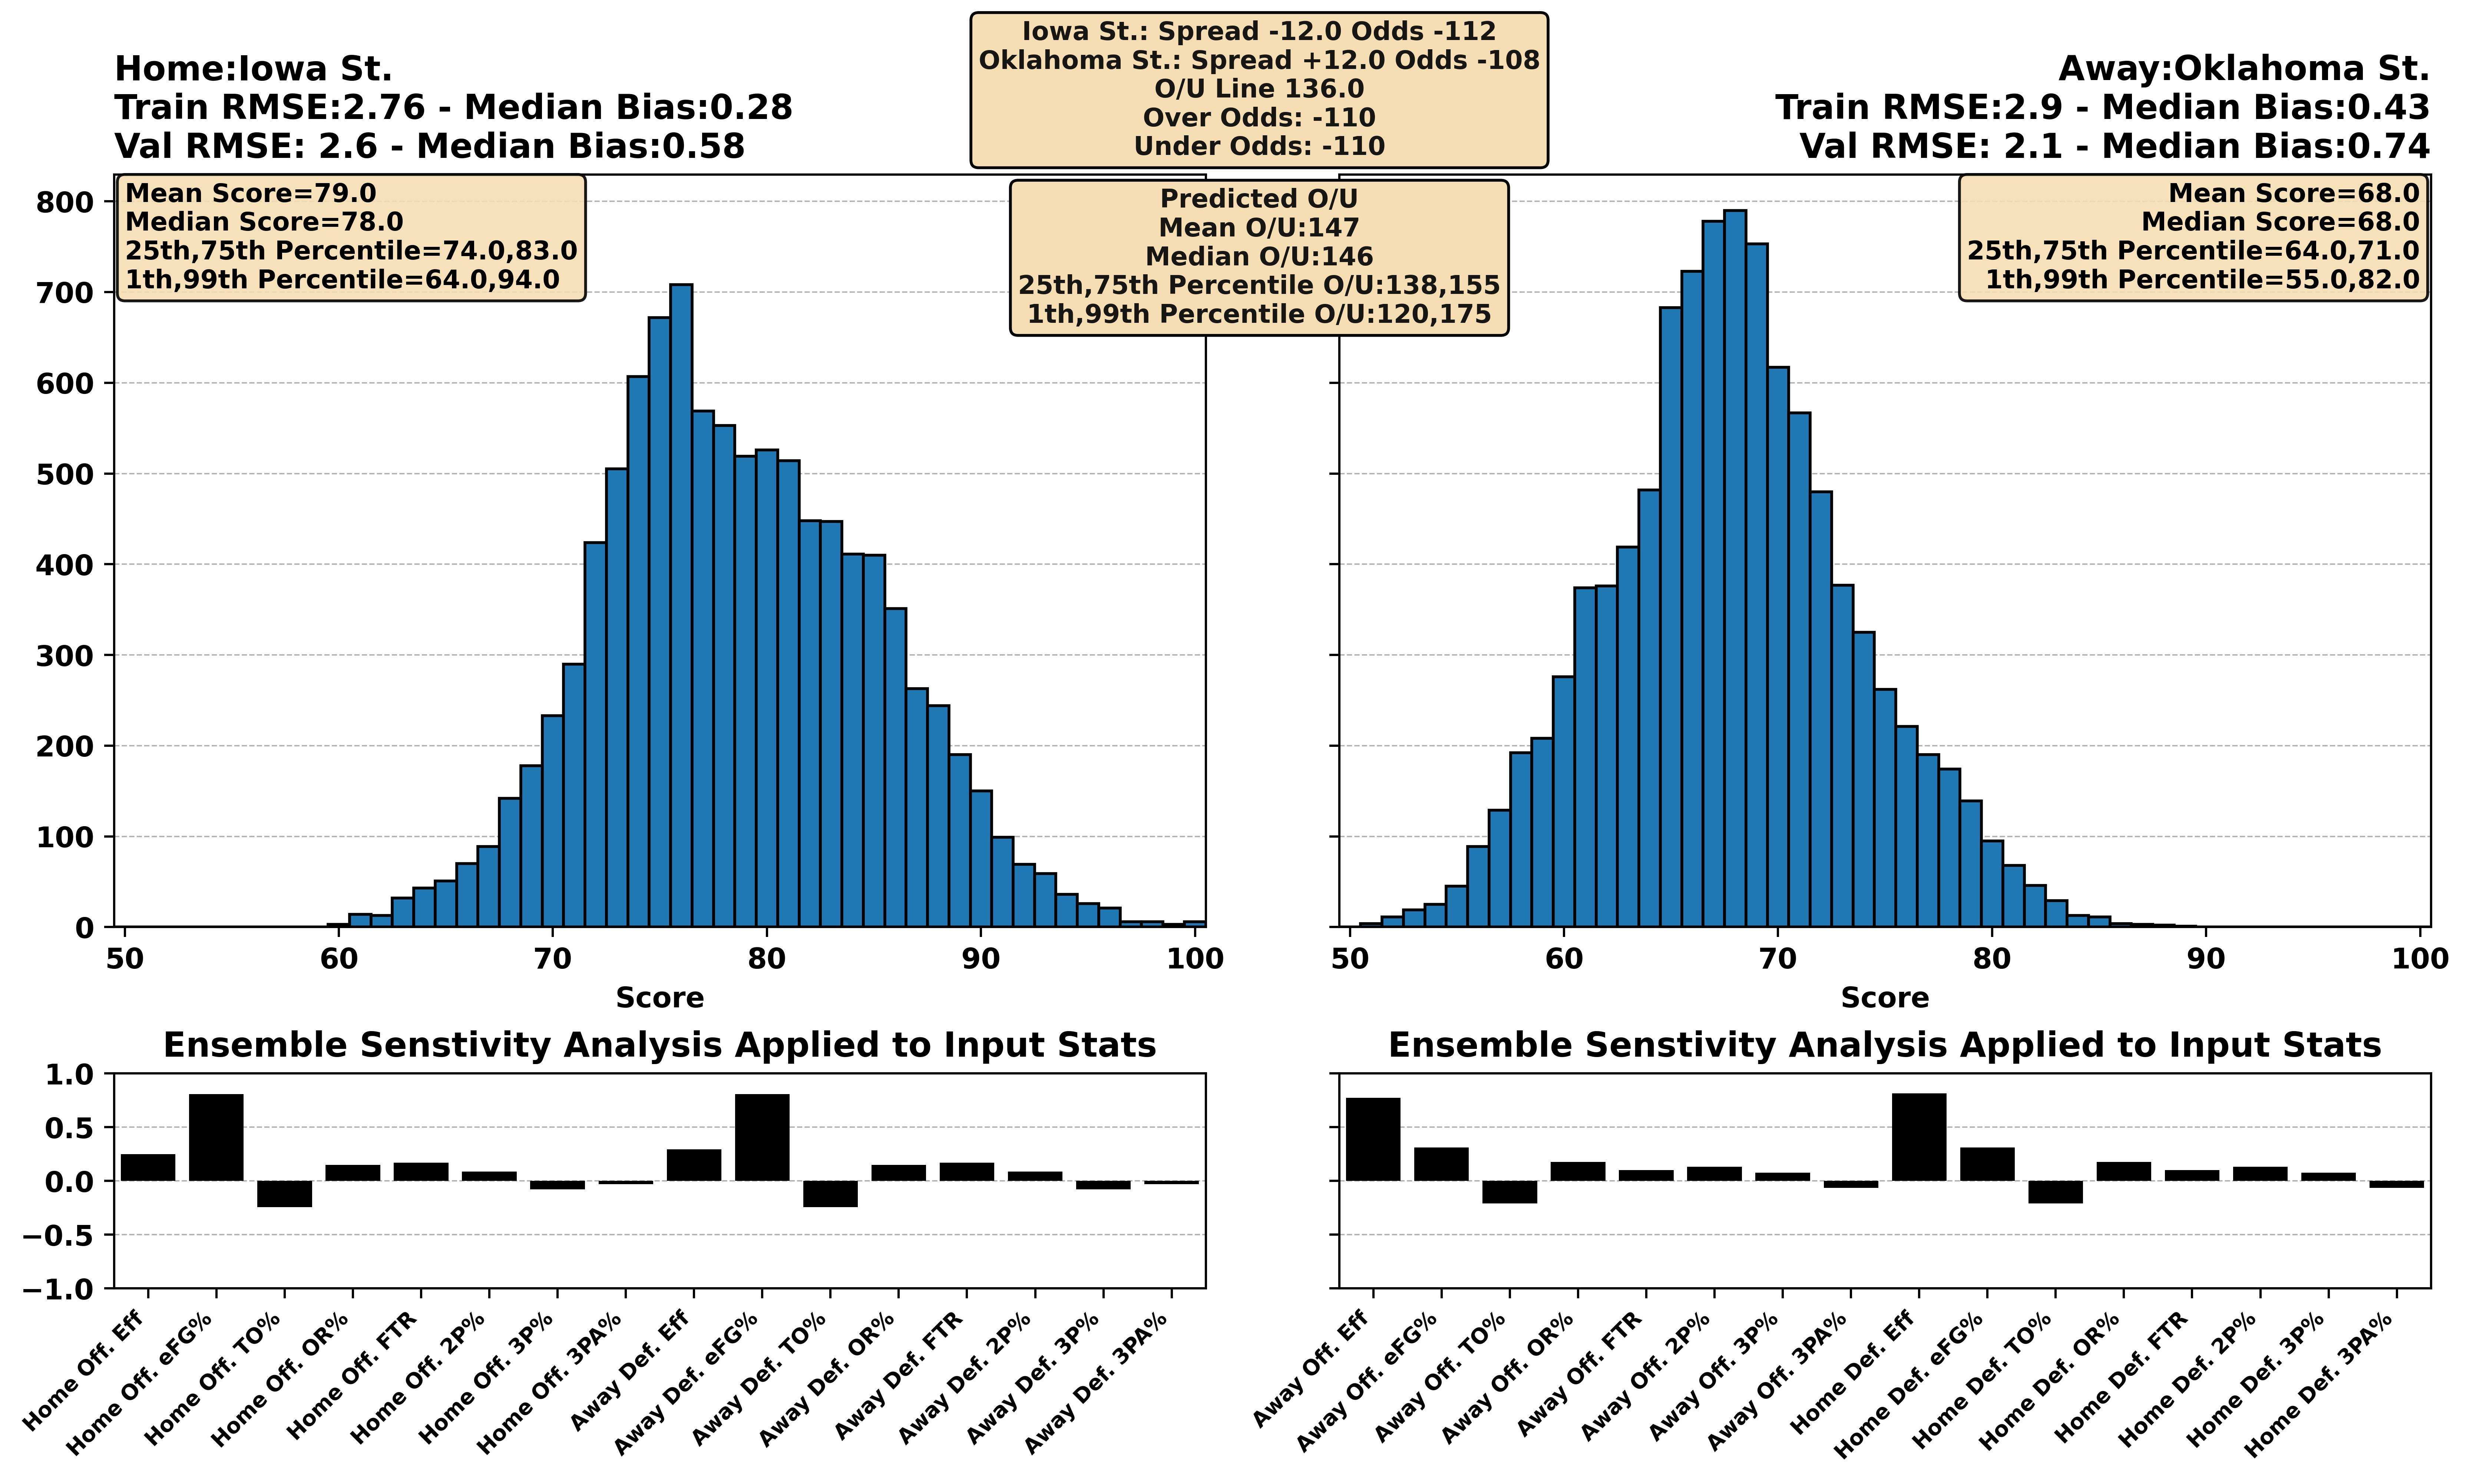 Iowa St.: Spread -12.0 Odds -112
Oklahoma St.: Spread +12.0 Odds -108
O/U Line 136.0
Over Odds: -110
Under Odds: -110
Home:Iowa St.
Train RMSE:2.76 - Median Bias:0.28
Val RMSE: 2.6 - Median Bias:0.58
Away:Oklahoma St.
Train RMSE:2.9 - Median Bias:0.43
Val RMSE: 2.1 - Median Bias:0.74
Mean Score=79.0
Median Score=78.0
25th,75th Percentile=74.0,83.0
1th,99th Percentile=64.0,94.0
Predicted O/U
Mean O/U:147
Median O/U:146
25th,75th Percentile O/U:138,155
1th,99th Percentile O/U:120,175
Mean Score=68.0
Median Score=68.0
25th,75th Percentile=64.0,71.0
1th,99th Percentile=55.0,82.0
800
700
600
500
400
300
200
100
0
50 60 70 80 90 100
Score
50 60 70 80 90 100
Score
Ensemble Senstivity Analysis Applied to Input Stats
1.0
0.5
0.0
−0.5
−1.0
Home Off. Eff
Home Off. eFG%
Home Off. TO%
Home Off. OR%
Home Off. FTR
Home Off. 2P%
Home Off. 3P%
Home Off. 3PA%
Away Def. Eff
Away Def. eFG%
Away Def. TO%
Away Def. OR%
Away Def. FTR
Away Def. 2P%
Away Def. 3P%
Away Def. 3PA%
Ensemble Senstivity Analysis Applied to Input Stats
Away Off. Eff
Away Off. eFG%
Away Off. TO%
Away Off. OR%
Away Off. FTR
Away Off. 2P%
Away Off. 3P%
Away Off. 3PA%
Home Def. Eff
Home Def. eFG%
Home Def. TO%
Home Def. OR%
Home Def. FTR
Home Def. 2P%
Home Def. 3P%
Home Def. 3PA%